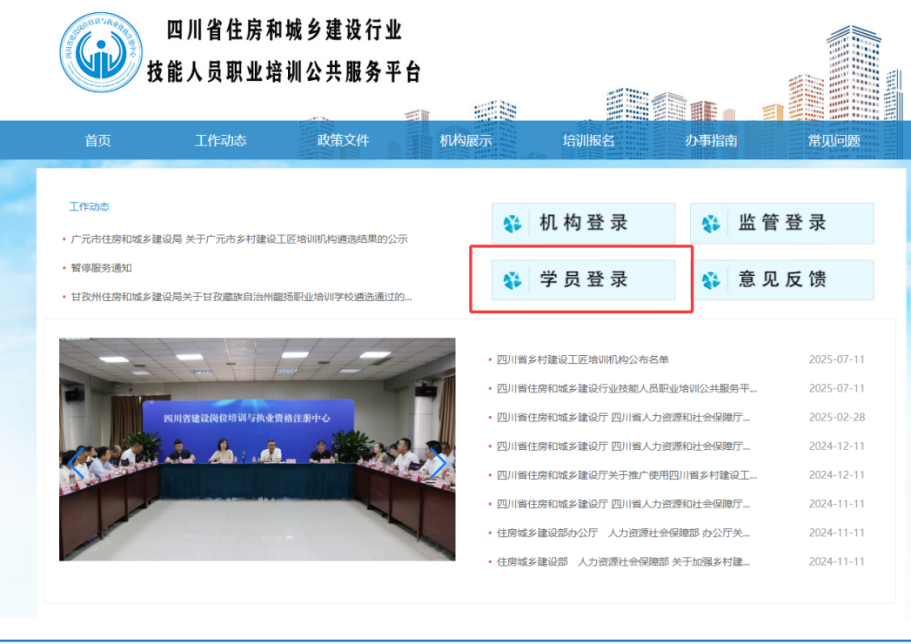 四川省住房和城乡建设行业
技能人员职业培训公共服务平台
首页 工作动态 政策文件 机构展示 培训报名 办事指南 常见问题
工作动态
• 广元市住房和城乡建设局 关于广元市乡村建设工匠培训机构遴选结果的公示
• 暂停服务通知
• 甘孜州住房和城乡建设局关于甘孜藏族自治州藏扬职业培训学校遴选通过的...
机构登录 监管登录
学员登录 意见反馈
四川省建设岗位培训与执业资格注册中心
• 四川省乡村建设工匠培训机构公布名单 2025-07-11
• 四川省住房和城乡建设行业技能人员职业培训公共服务平... 2025-07-11
• 四川省住房和城乡建设厅 四川省人力资源和社会保障厅... 2025-02-28
• 四川省住房和城乡建设厅 四川省人力资源和社会保障厅... 2024-12-11
• 四川省住房和城乡建设厅关于推广使用四川省乡村建设工... 2024-12-11
• 四川省住房和城乡建设厅 四川省人力资源和社会保障厅... 2024-11-11
• 住房城乡建设部办公厅 人力资源社会保障部 办公厅关... 2024-11-11
• 住房城乡建设部 人力资源社会保障部 关于加强乡村建... 2024-11-11